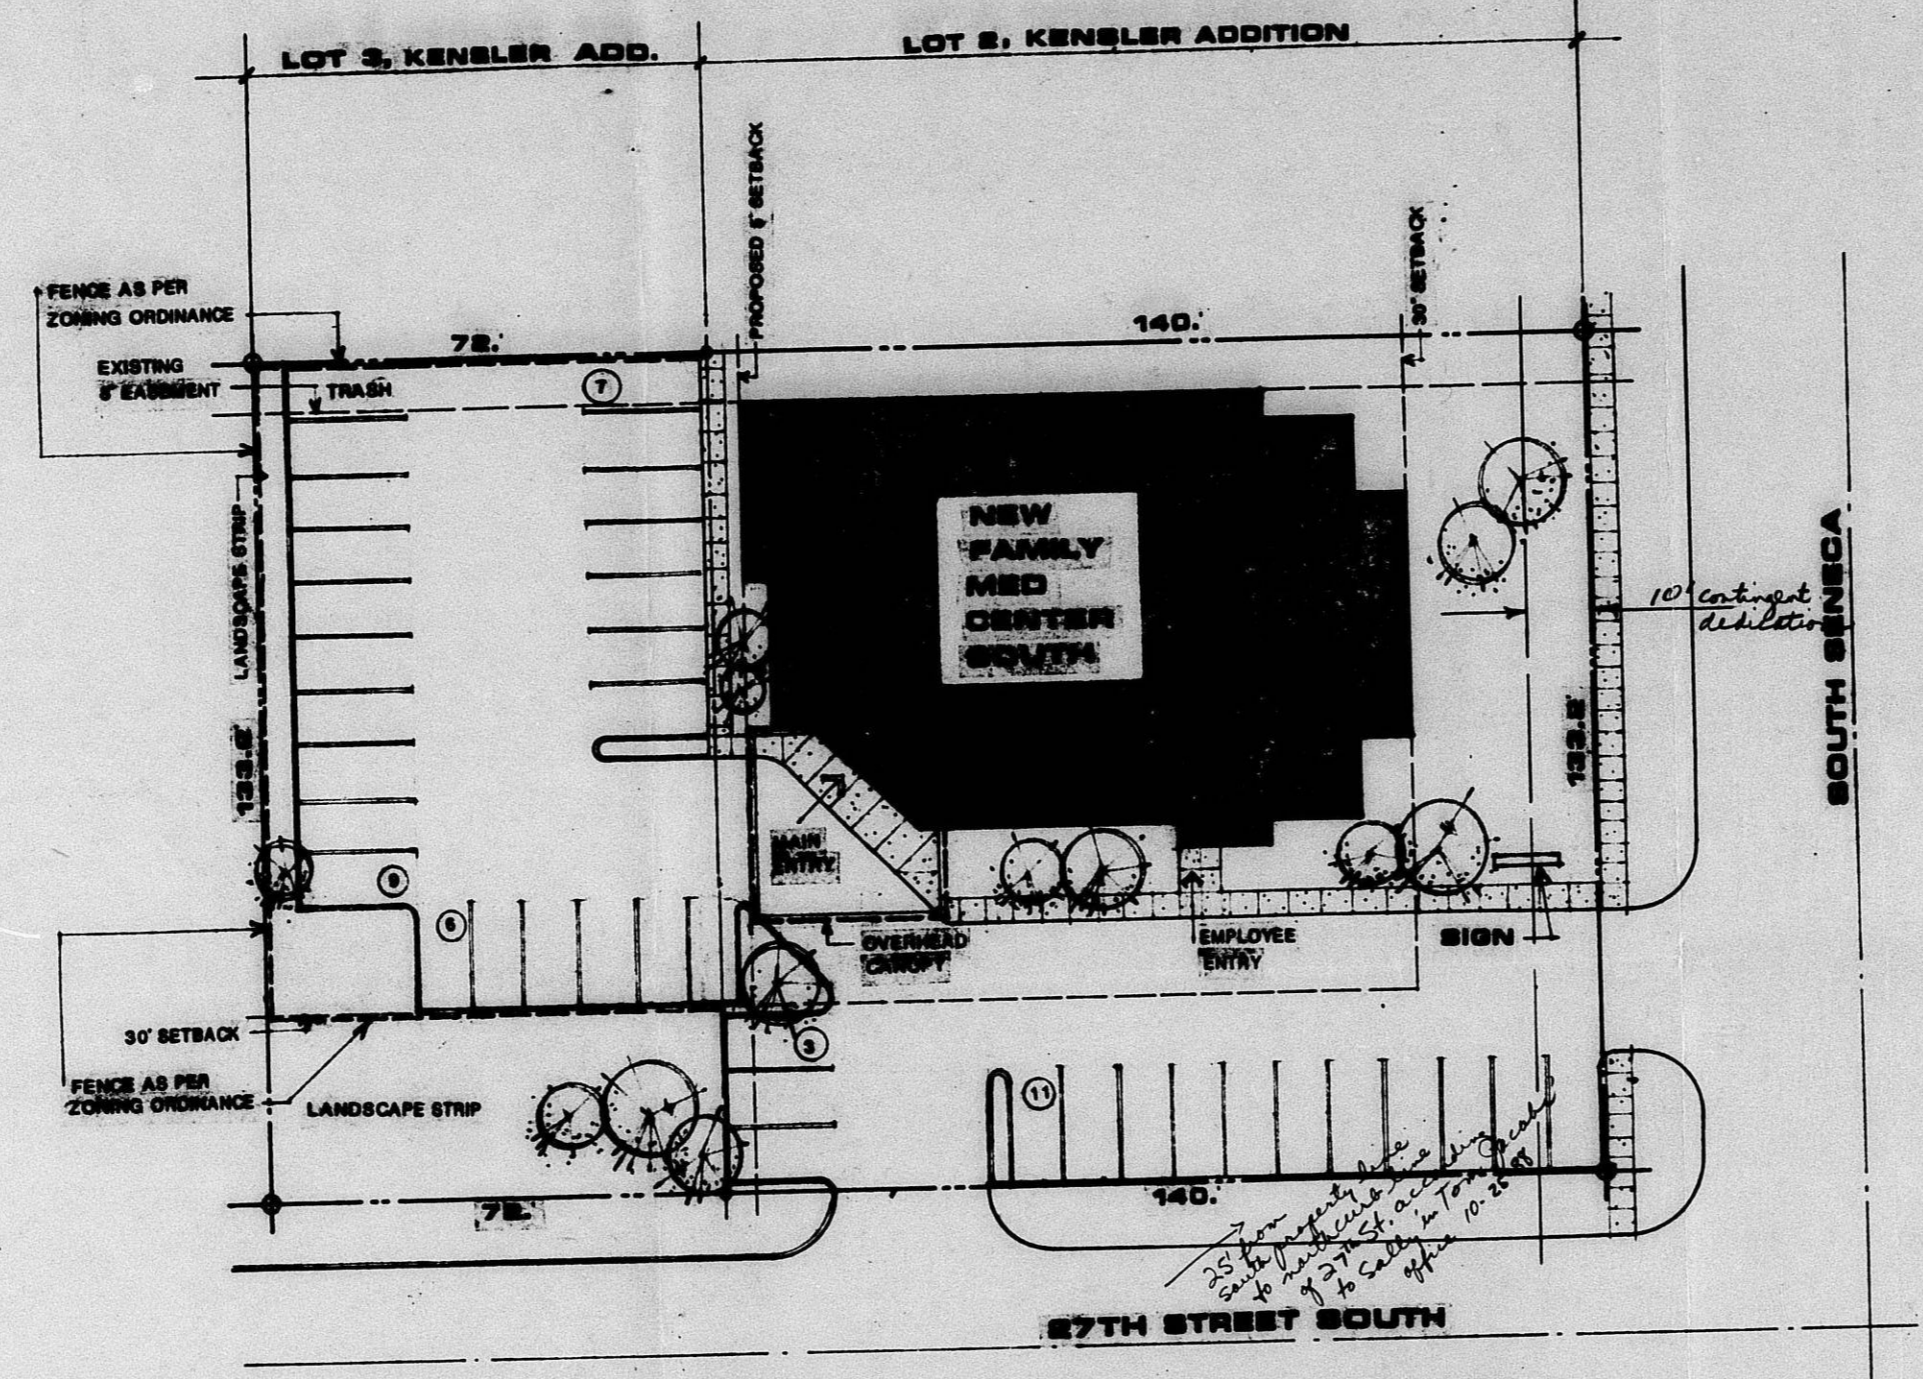 LOT 3, KENSLER ADD.
LOT 2, KENSLER ADDITION
PROPOSED 5' SETBACK
30' SETBACK
FENCE AS PER
ZONING ORDINANCE
72.'
140.'
EXISTING
8' EASEMENT
TRASH
7
LANDSCAPE STRIP
NEW
FAMILY
MED
CENTER
SOUTH
10' contingent
dedication
SOUTH SENECA
133.2'
133.2'
MAIN
ENTRY
9
6
OVERHEAD
CANOPY
EMPLOYEE
ENTRY
SIGN
30' SETBACK
3
FENCE AS PER
ZONING ORDINANCE
LANDSCAPE STRIP
11
72.'
140.'
25' from
south property line
to north curb line
of 27th St. according
to Sally in Tom Jacobs
office 10-25-88
27TH STREET SOUTH